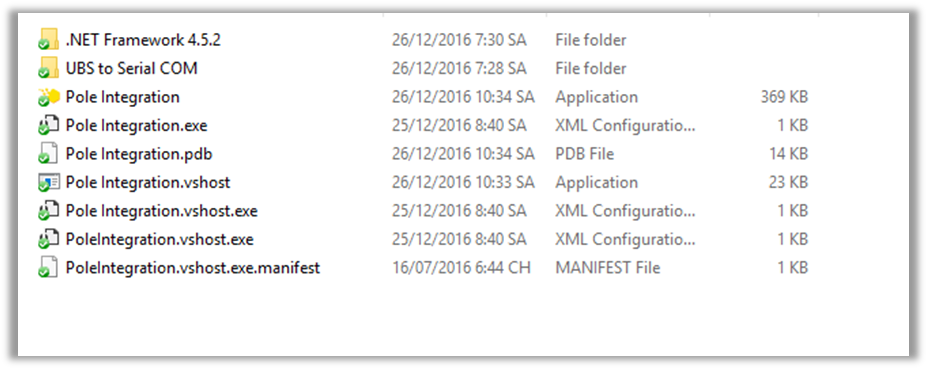 .NET Framework 4.5.2 26/12/2016 7:30 SA File folder
UBS to Serial COM 26/12/2016 7:28 SA File folder
Pole Integration 26/12/2016 10:34 SA Application 369 KB
Pole Integration.exe 25/12/2016 8:40 SA XML Configuratio... 1 KB
Pole Integration.pdb 26/12/2016 10:34 SA PDB File 14 KB
Pole Integration.vshost 26/12/2016 10:33 SA Application 23 KB
Pole Integration.vshost.exe 25/12/2016 8:40 SA XML Configuratio... 1 KB
PoleIntegration.vshost.exe 25/12/2016 8:40 SA XML Configuratio... 1 KB
PoleIntegration.vshost.exe.manifest 16/07/2016 6:44 CH MANIFEST File 1 KB